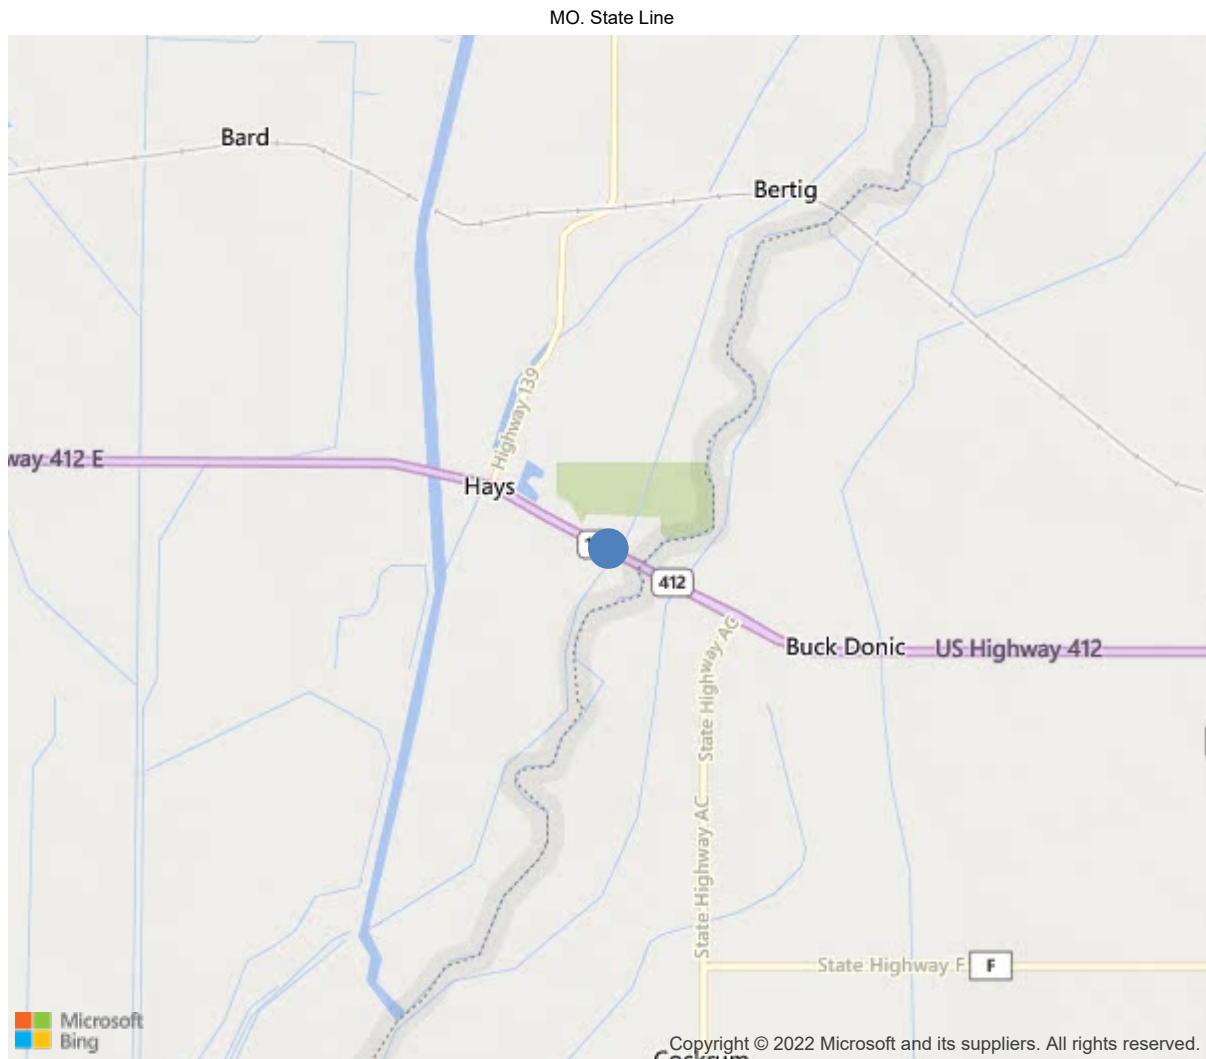 MO. State Line
Bard
Bertig
Highway 139
way 412 E
Hays
412
Buck Donic
US Highway 412
State Highway AC
State Highway AC
State Highway F
F
Microsoft
Bing
Copyright © 2022 Microsoft and its suppliers. All rights reserved.